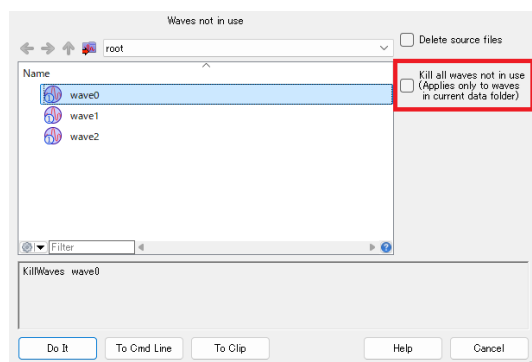 Waves not in use
root
Delete source files
Name
Kill all waves not in use
(Applies only to waves
in current data folder)
wave0
wave1
wave2
Filter
KillWaves wave0
Do It
To Cmd Line
To Clip
Help
Cancel